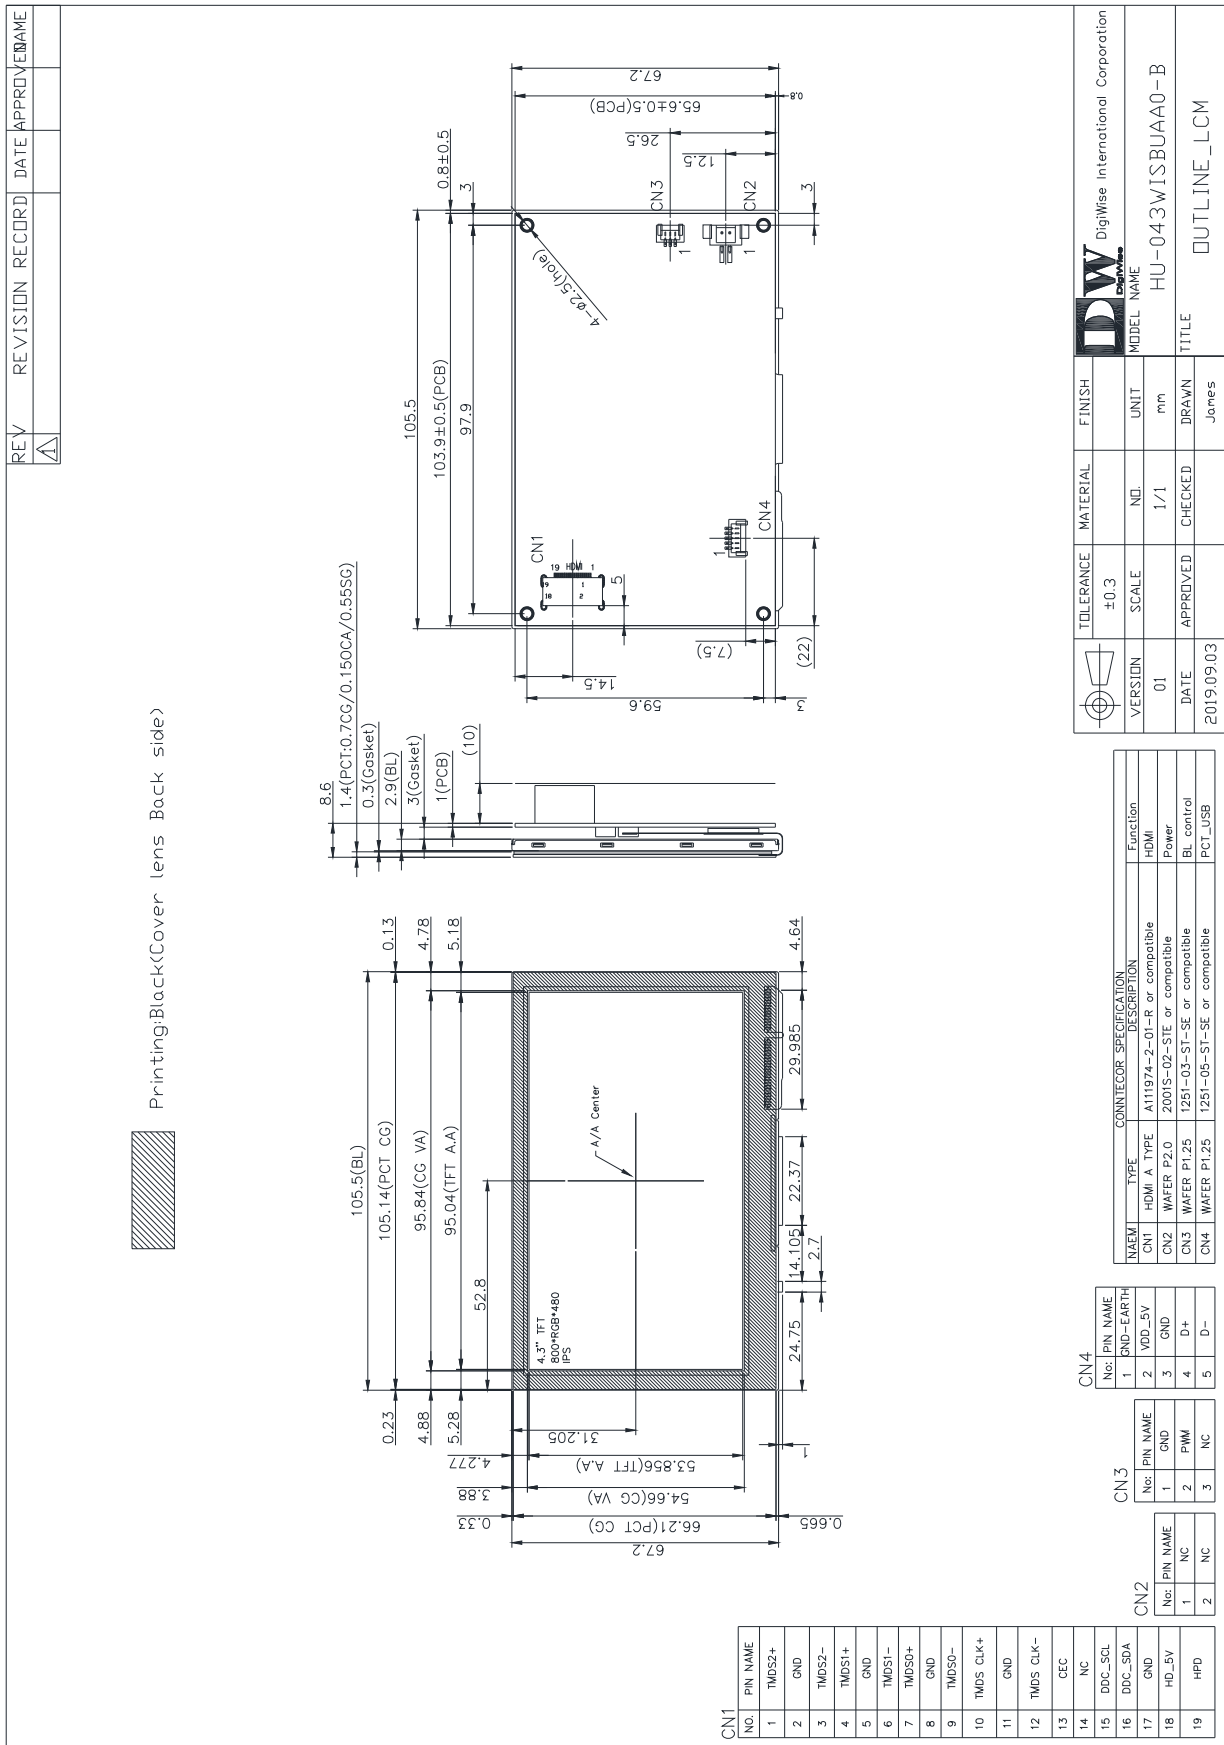 REV REVISION RECORD DATE APPROVED NAME
1
Printing:Black(Cover lens Back side)
105.5(BL)
105.14(PCT CG)
0.23
0.13
95.84(CG VA)
4.88
4.78
95.04(TFT A.A)
5.28
5.18
52.8
4.3" TFT
800*RGB*480
IPS
A/A Center
31.205
4.277
53.856(TFT A.A)
3.88
54.66(CG VA)
0.33
66.21(PCT CG)
0.665
67.2
1
24.75
14.105
2.7
22.37
29.985
4.64
8.6
1.4(PCT:0.7CG/0.15OCA/0.55SG)
0.3(Gasket)
2.9(BL)
3(Gasket)
1(PCB)
(10)
105.5
103.9±0.5(PCB)
0.8±0.5
97.9
3
4-ø2.5(hole)
CN1
19 HDMI 1
19 1
18 2
5
14.5
59.6
3
(7.5)
(22)
1
CN4
CN3
1
CN2
1
3
12.5
26.5
65.6±0.5(PCB)
0.8
67.2
CN1
NO. PIN NAME
1 TMDS2+
2 GND
3 TMDS2-
4 TMDS1+
5 GND
6 TMDS1-
7 TMDS0+
8 GND
9 TMDS0-
10 TMDS CLK+
11 GND
12 TMDS CLK-
13 CEC
14 NC
15 DDC_SCL
16 DDC_SDA
17 GND
18 HD_5V
19 HPD
CN2
No: PIN NAME
1 NC
2 NC
CN3
No: PIN NAME
1 GND
2 PWM
3 NC
CN4
No: PIN NAME
1 GND-EARTH
2 VDD_5V
3 GND
4 D+
5 D-
CONNTECOR SPECIFICATION
NAEM TYPE DESCRIPTION Function
CN1 HDMI A TYPE A111974-2-01-R or compatible HDMI
CN2 WAFER P2.0 2001S-02-STE or compatible Power
CN3 WAFER P1.25 1251-03-ST-SE or compatible BL control
CN4 WAFER P1.25 1251-05-ST-SE or compatible PCT_USB
TOLERANCE MATERIAL FINISH
±0.3
DW DigiWise DigiWise International Corporation
VERSION SCALE NO. UNIT MODEL NAME
01 1/1 mm HU-043WISBUAA0-B
DATE APPROVED CHECKED DRAWN TITLE
2019.09.03 James OUTLINE_LCM